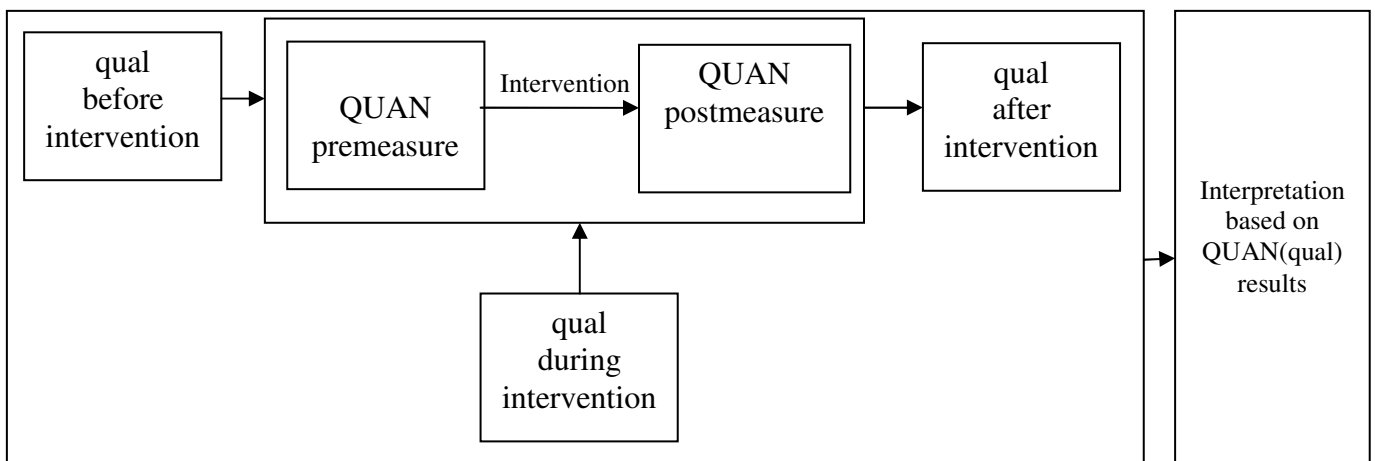 qual
before
intervention
QUAN
premeasure
Intervention
QUAN
postmeasure
qual
after
intervention
qual
during
intervention
Interpretation
based on
QUAN(qual)
results